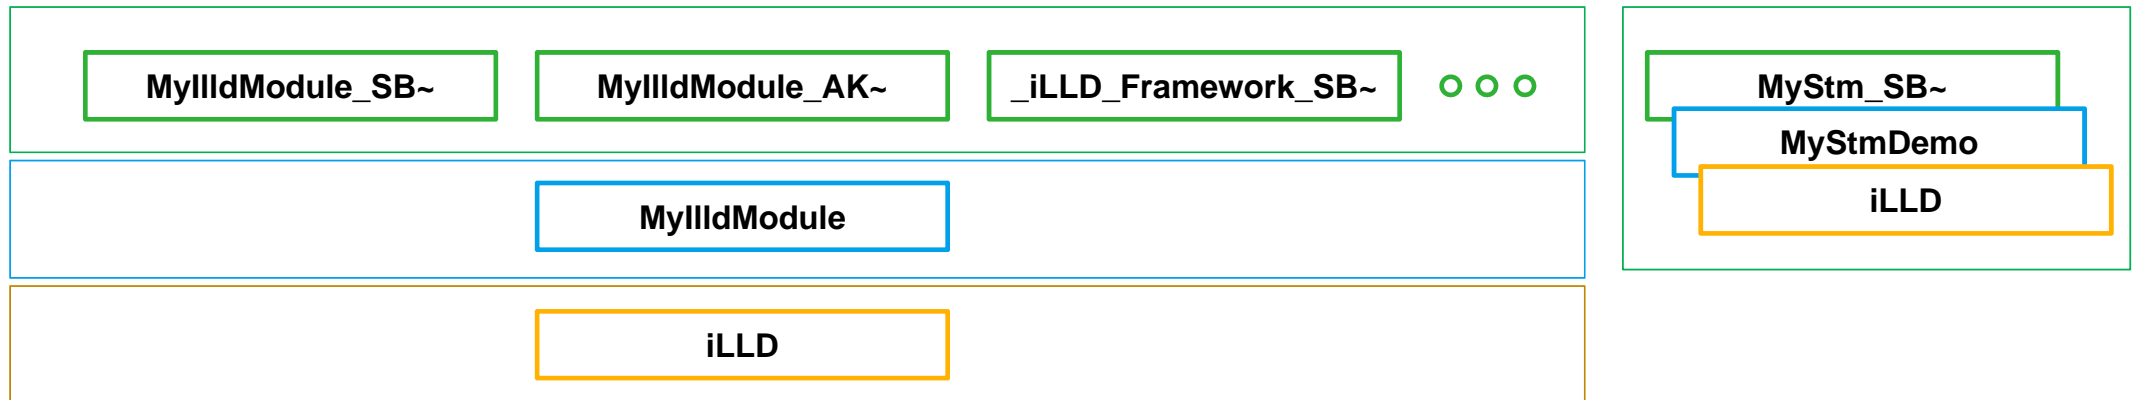 MyIlldModule_SB~
MyIlldModule_AK~
_iLLD_Framework_SB~
MyIlldModule
iLLD
MyStm_SB~
MyStmDemo
iLLD